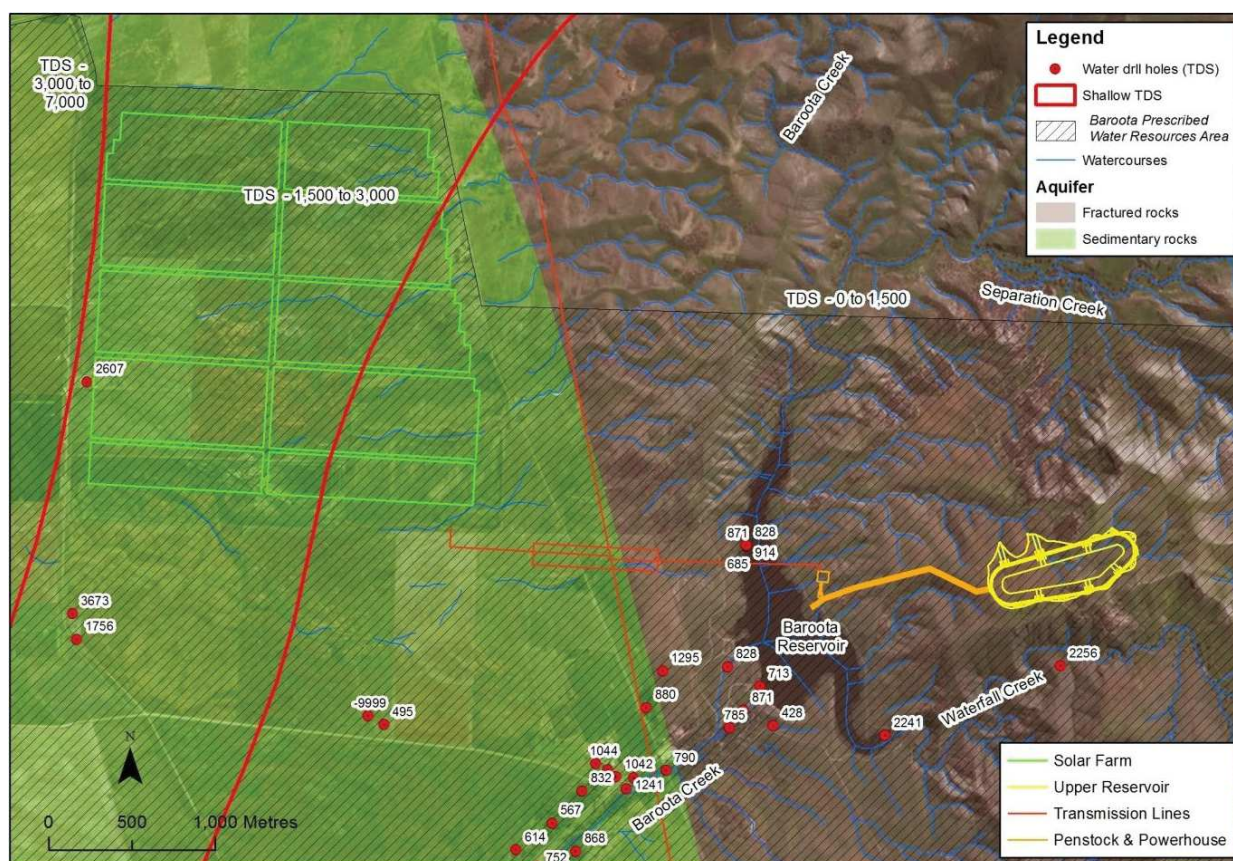 TDS -
3,000 to
7,000
TDS - 1,500 to 3,000
Baroota Creek
Separation Creek
TDS - 0 to 1,500
2607
871 828
914
685
3673
1756
Baroota
Reservoir
1295
828
2256
713
880
871
Waterfall Creek
-9999
495
785
428
2241
1044
1042
790
832
1241
Baroota Creek
567
614
868
752
N
0 500 1,000 Metres
Legend
Water drll holes (TDS)
Shallow TDS
Baroota Prescribed
Water Resources Area
Watercourses
Aquifer
Fractured rocks
Sedimentary rocks
Solar Farm
Upper Reservoir
Transmission Lines
Penstock & Powerhouse